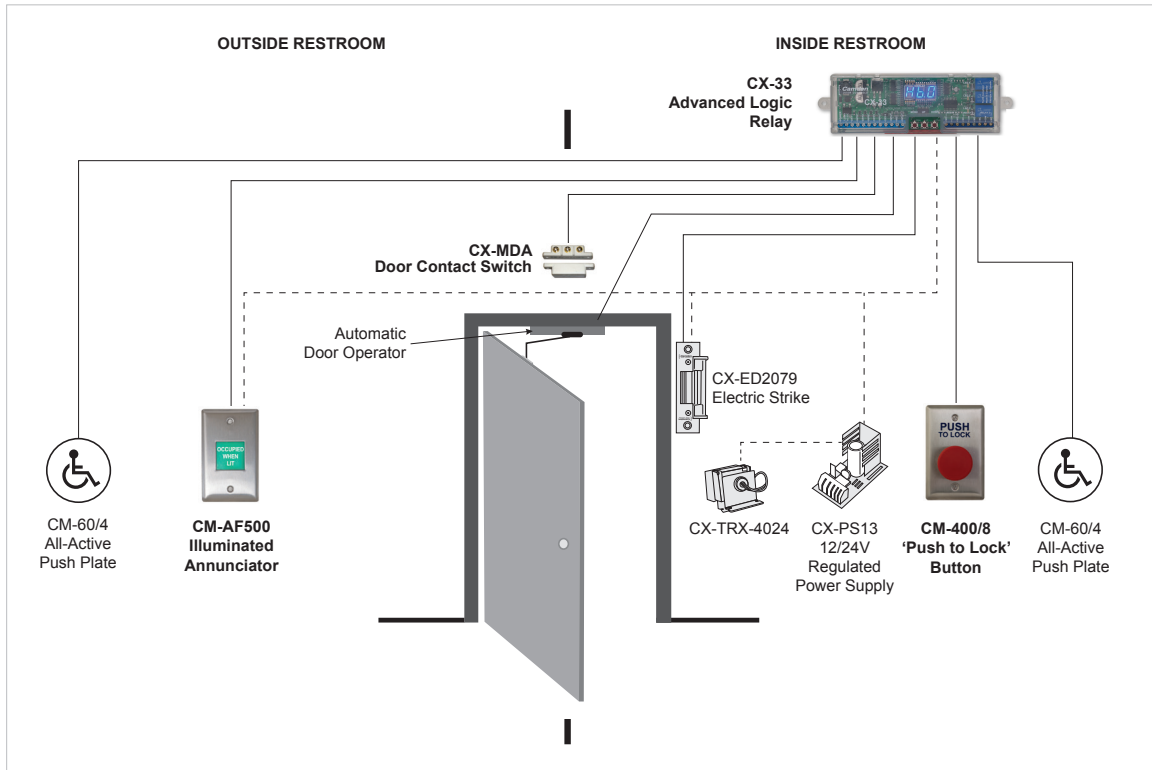 OUTSIDE RESTROOM
INSIDE RESTROOM
CX-33
Advanced Logic
Relay
Camden
CX-33
CX-MDA
Door Contact Switch
Automatic
Door Operator
CX-ED2079
Electric Strike
OCCUPIED
WHEN
LIT
PUSH
TO LOCK
CM-60/4
All-Active
Push Plate
CM-AF500
Illuminated
Annunciator
CX-TRX-4024
CX-PS13
12/24V
Regulated
Power Supply
CM-400/8
‘Push to Lock’
Button
CM-60/4
All-Active
Push Plate